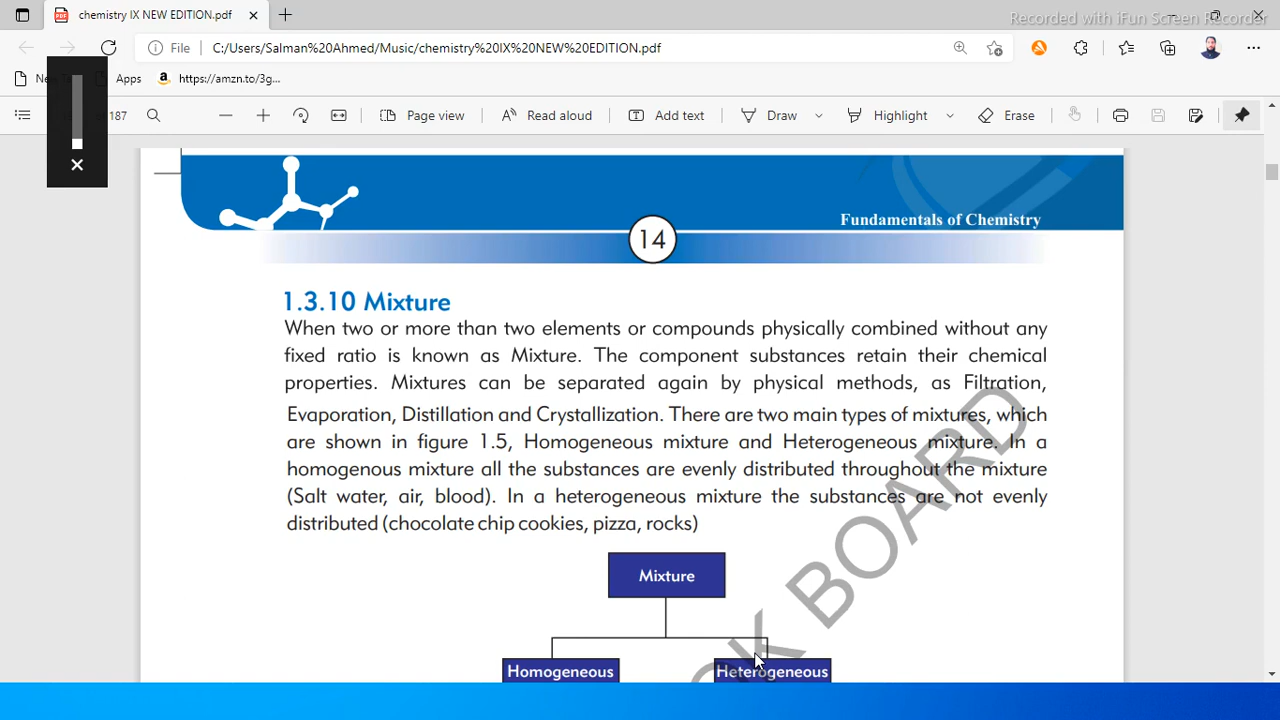 chemistry IX NEW EDITION.pdf
Recorded with iFun Screen Recorder
File
C:/Users/Salman%20Ahmed/Music/chemistry%20IX%20NEW%20EDITION.pdf
New Apps https://amzn.to/3g...
of 187 Page view Read aloud Add text Draw Highlight Erase
Fundamentals of Chemistry
14
1.3.10 Mixture
When two or more than two elements or compounds physically combined without any
fixed ratio is known as Mixture. The component substances retain their chemical
properties. Mixtures can be separated again by physical methods, as Filtration,
Evaporation, Distillation and Crystallization. There are two main types of mixtures, which
are shown in figure 1.5, Homogeneous mixture and Heterogeneous mixture. In a
homogenous mixture all the substances are evenly distributed throughout the mixture
(Salt water, air, blood). In a heterogeneous mixture the substances are not evenly
distributed (chocolate chip cookies, pizza, rocks)
Mixture
Homogeneous Heterogeneous
OK BOARD